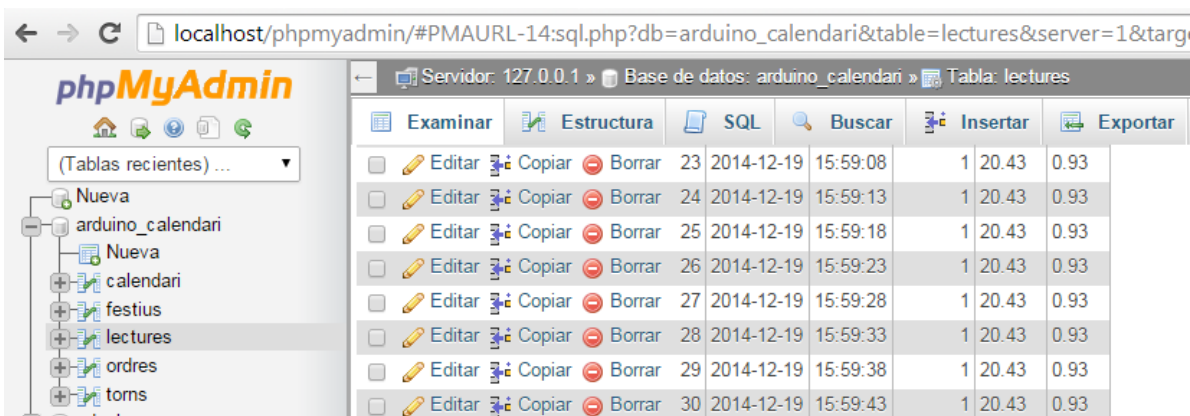 localhost/phpmyadmin/#PMAURL-14:sql.php?db=arduino_calendari&table=lectures&server=1&targe
phpMyAdmin
(Tablas recientes) ...
Nueva
arduino_calendari
Nueva
calendari
festius
lectures
ordres
torns
Servidor: 127.0.0.1 » Base de datos: arduino_calendari » Tabla: lectures
Examinar Estructura SQL Buscar Insertar Exportar
Editar Copiar Borrar 23 2014-12-19 15:59:08 1 20.43 0.93
Editar Copiar Borrar 24 2014-12-19 15:59:13 1 20.43 0.93
Editar Copiar Borrar 25 2014-12-19 15:59:18 1 20.43 0.93
Editar Copiar Borrar 26 2014-12-19 15:59:23 1 20.43 0.93
Editar Copiar Borrar 27 2014-12-19 15:59:28 1 20.43 0.93
Editar Copiar Borrar 28 2014-12-19 15:59:33 1 20.43 0.93
Editar Copiar Borrar 29 2014-12-19 15:59:38 1 20.43 0.93
Editar Copiar Borrar 30 2014-12-19 15:59:43 1 20.43 0.93